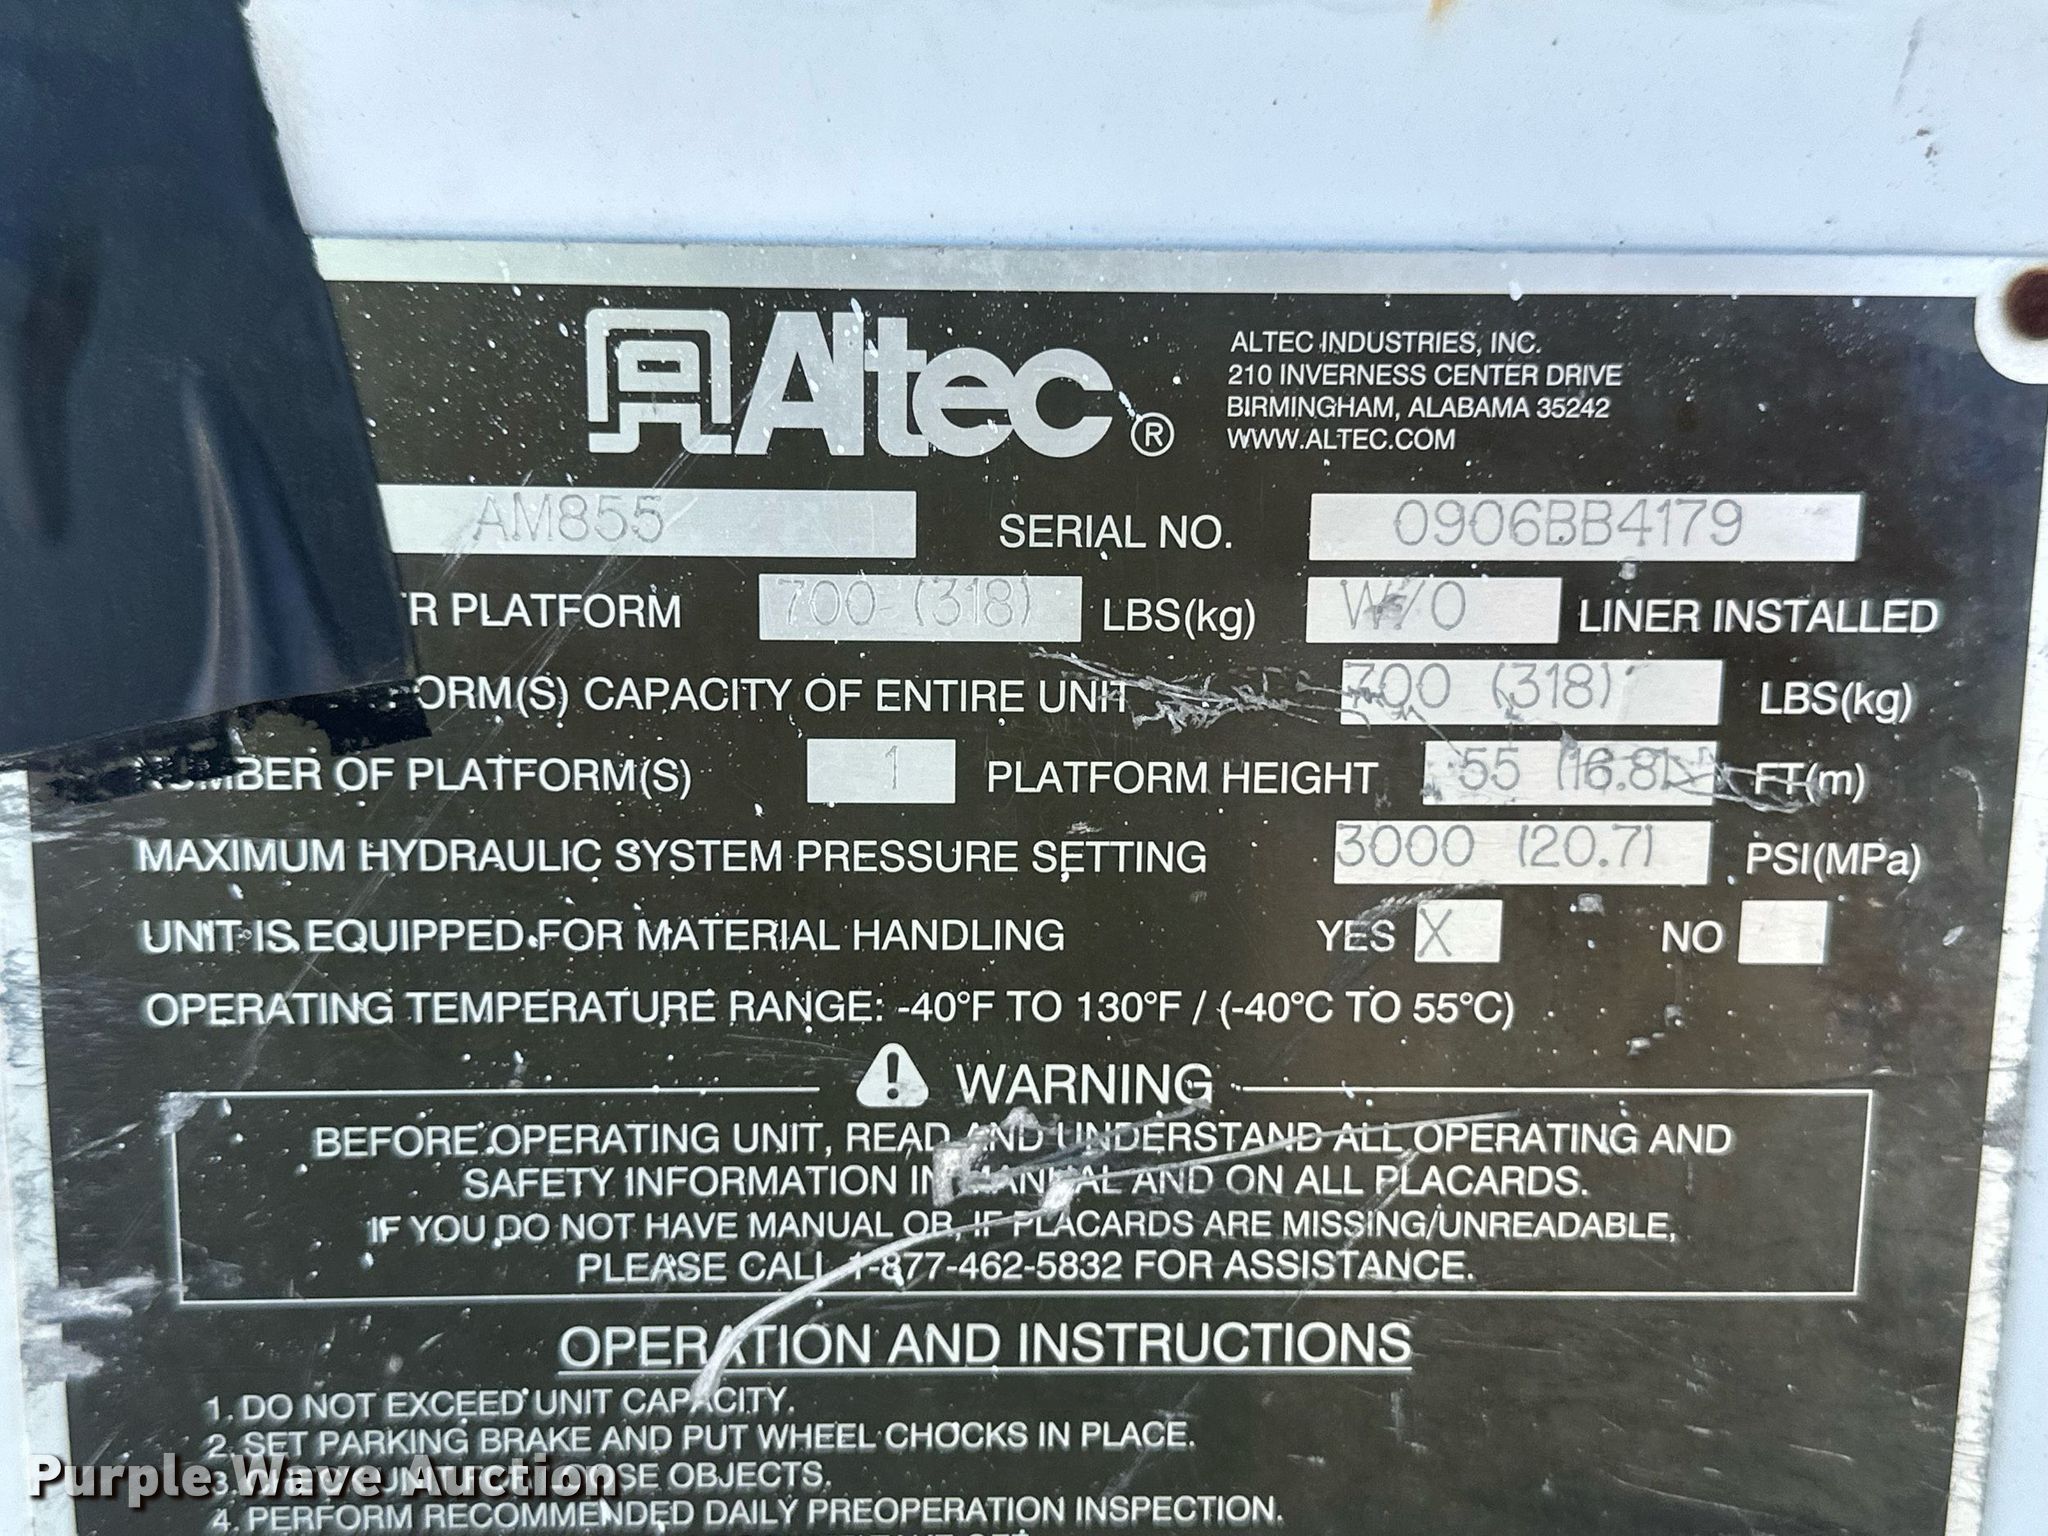 Altec®
ALTEC INDUSTRIES, INC.
210 INVERNESS CENTER DRIVE
BIRMINGHAM, ALABAMA 35242
WWW.ALTEC.COM
AM855 SERIAL NO. 0906BB4179
PLATFORM 700 (318) LBS(kg) W/O LINER INSTALLED
ORM(S) CAPACITY OF ENTIRE UNIT 700 (318) LBS(kg)
NUMBER OF PLATFORM(S) 1 PLATFORM HEIGHT 55 (16.8) FT(m)
MAXIMUM HYDRAULIC SYSTEM PRESSURE SETTING 3000 (20.7) PSI(MPa)
UNIT IS EQUIPPED FOR MATERIAL HANDLING YES X NO
OPERATING TEMPERATURE RANGE: -40°F TO 130°F / (-40°C TO 55°C)
WARNING
BEFORE OPERATING UNIT, READ AND UNDERSTAND ALL OPERATING AND
SAFETY INFORMATION IN MANUAL AND ON ALL PLACARDS.
IF YOU DO NOT HAVE MANUAL OR, IF PLACARDS ARE MISSING/UNREADABLE,
PLEASE CALL 1-877-462-5832 FOR ASSISTANCE.
OPERATION AND INSTRUCTIONS
1. DO NOT EXCEED UNIT CAPACITY.
2. SET PARKING BRAKE AND PUT WHEEL CHOCKS IN PLACE.
3. CHECK UNIT FOR LOOSE OBJECTS.
4. PERFORM RECOMMENDED DAILY PREOPERATION INSPECTION.
Purple Wave Auction